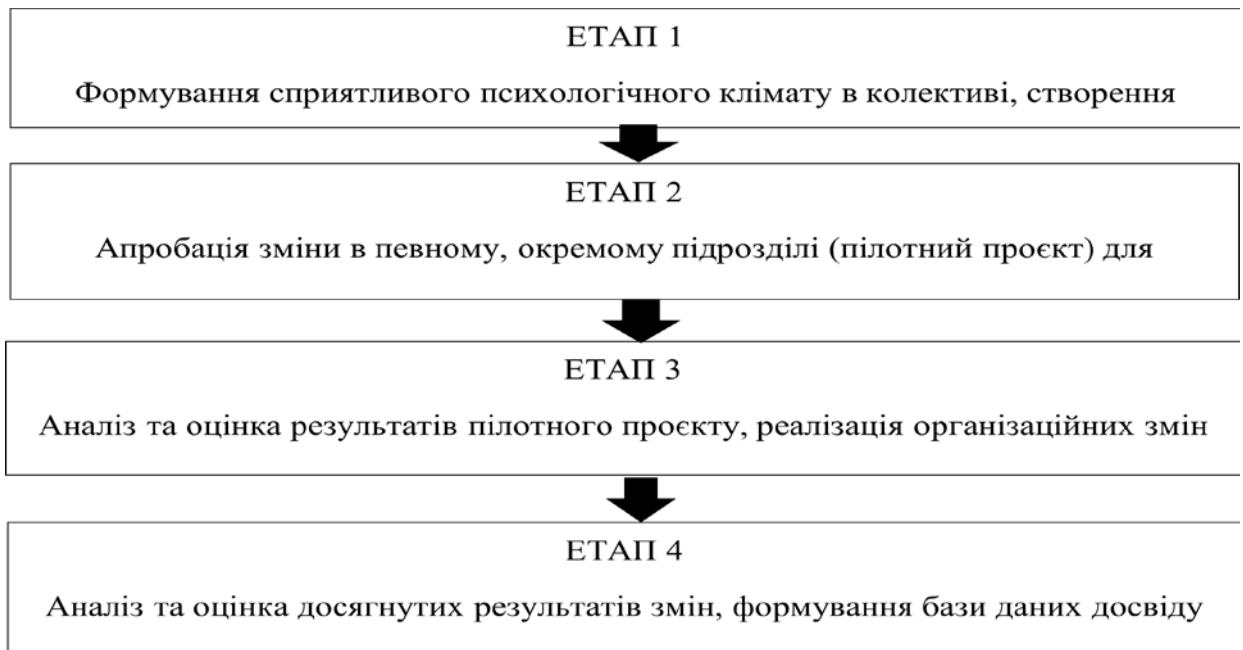 ЕТАП 1
Формування сприятливого психологічного клімату в колективі, створення
ЕТАП 2
Апробація зміни в певному, окремому підрозділі (пілотний проєкт) для
ЕТАП 3
Аналіз та оцінка результатів пілотного проєкту, реалізація організаційних змін
ЕТАП 4
Аналіз та оцінка досягнутих результатів змін, формування бази даних досвіду